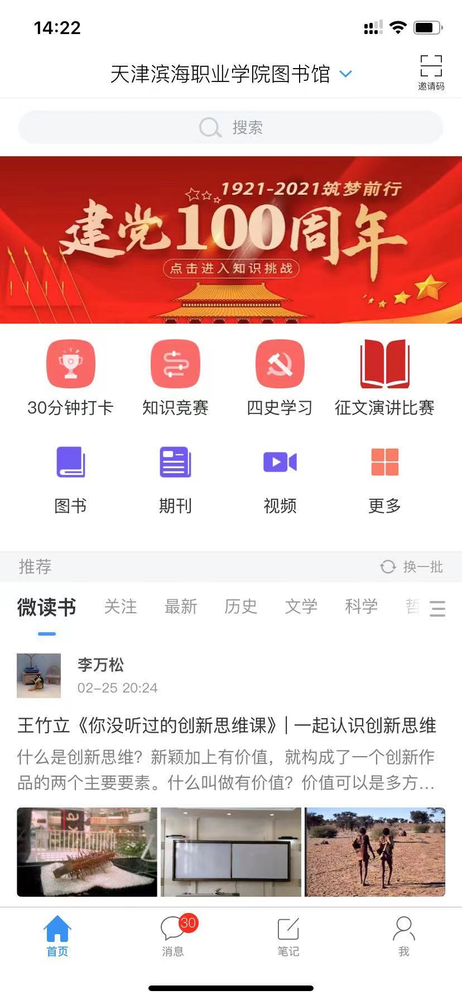 14:22
天津滨海职业学院图书馆
邀请码
搜索
1921-2021筑梦前行
建党100周年
点击进入知识挑战
30分钟打卡
知识竞赛
四史学习
征文演讲比赛
图书
期刊
视频
更多
推荐
换一批
微读书
关注
最新
历史
文学
科学
哲
李万松
02-25 20:24
王竹立《你没听过的创新思维课》| 一起认识创新思维
什么是创新思维？新颖加上有价值，就构成了一个创新作
品的两个主要要素。什么叫做有价值？价值可以是多方…
30
首页
消息
笔记
我